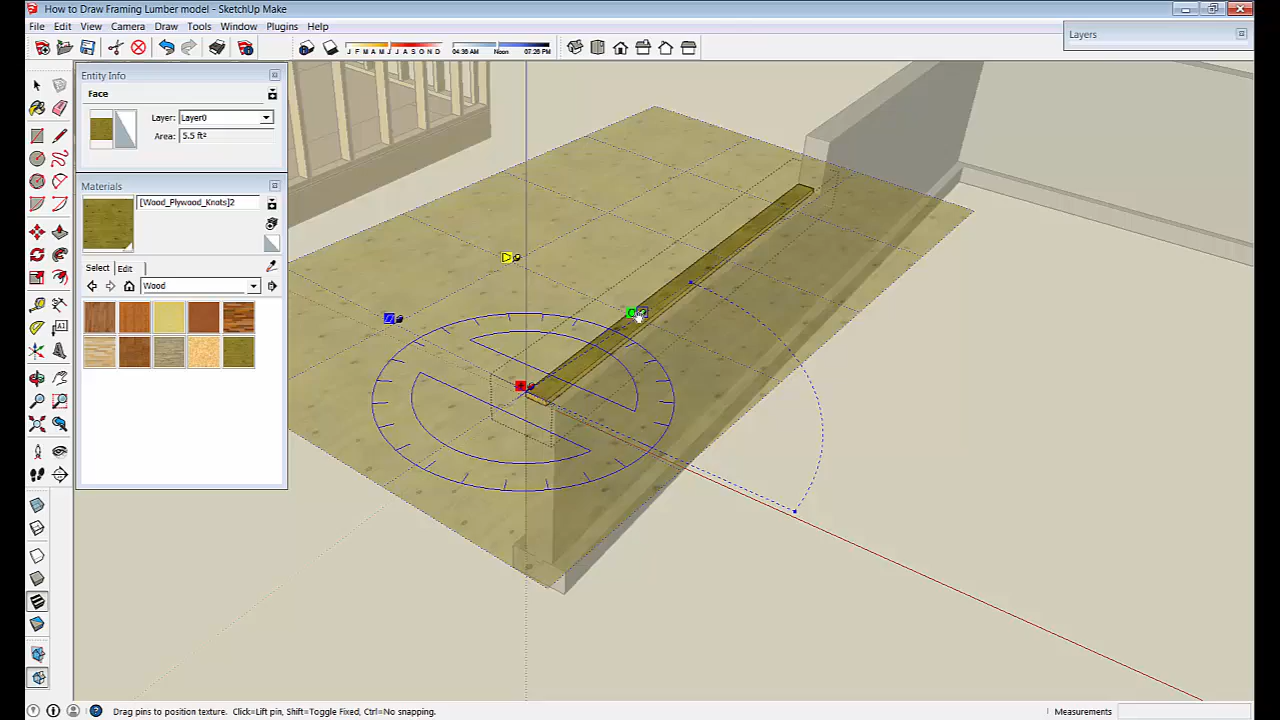 How to Draw Framing Lumber model - SketchUp Make
File Edit View Camera Draw Tools Window Plugins Help
J F M A M J J A S O N D 04:36 AM Noon 07:26 PM
Layers
Entity Info
Face
Layer: Layer0
Area: 5.5 ft²
Materials
[Wood_Plywood_Knots]2
Select Edit
Wood
Drag pins to position texture. Click=Lift pin, Shift=Toggle Fixed, Ctrl=No snapping.
Measurements